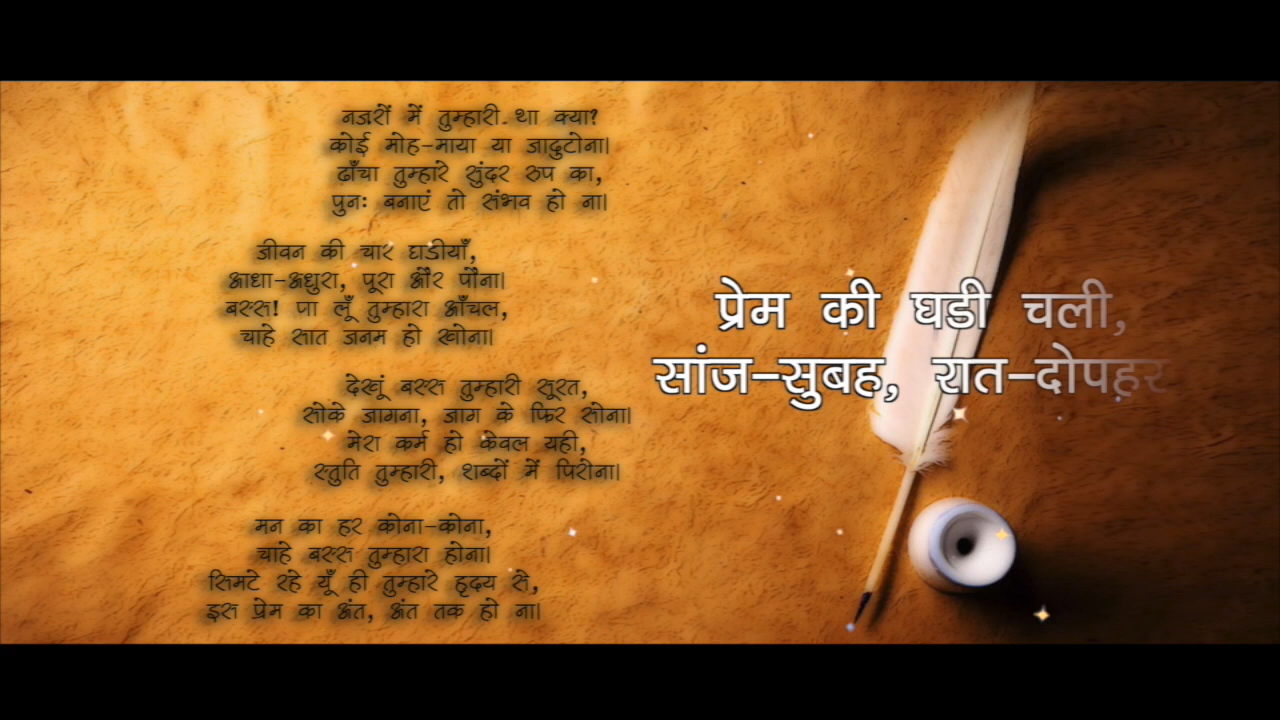 नजरों में तुम्हारी था क्या?
कोई मोह-माया या जादुटोना।
ढाँचा तुम्हारे सुंदर रुप का,
पुनः बनाएं तो संभव हो ना।
जीवन की चार घडीयाँ,
आधा-अधुरा, पूरा और पौना।
बस्स! पा लूँ तुम्हारा आँचल,
चाहे सात जनम हो खोना।
देखूं बस्स तुम्हारी सूरत,
सोके जागना, जाग के फिर सोना।
मेरा कर्म हो केवल यही,
स्तुति तुम्हारी, शब्दों में पिरोना।
मन का हर कोना-कोना,
चाहे बस्स तुम्हारा होना।
सिमटे रहे यूँ ही तुम्हारे हृदय से,
इस प्रेम का अंत, अंत तक हो ना।
प्रेम की घडी चली,
सांज-सुबह, रात-दोपहर